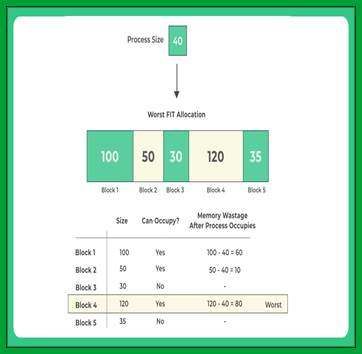 Process Size 40
Worst FIT Allocation
100 50 30 120 35
Block 1 Block 2 Block 3 Block 4 Block 5
Size Can Occupy? Memory Wastage
After Process Occupies
Block 1 100 Yes 100 - 40 = 60
Block 2 50 Yes 50 - 40 = 10
Block 3 30 No -
Block 4 120 Yes 120 - 40 = 80 Worst
Block 5 35 No -